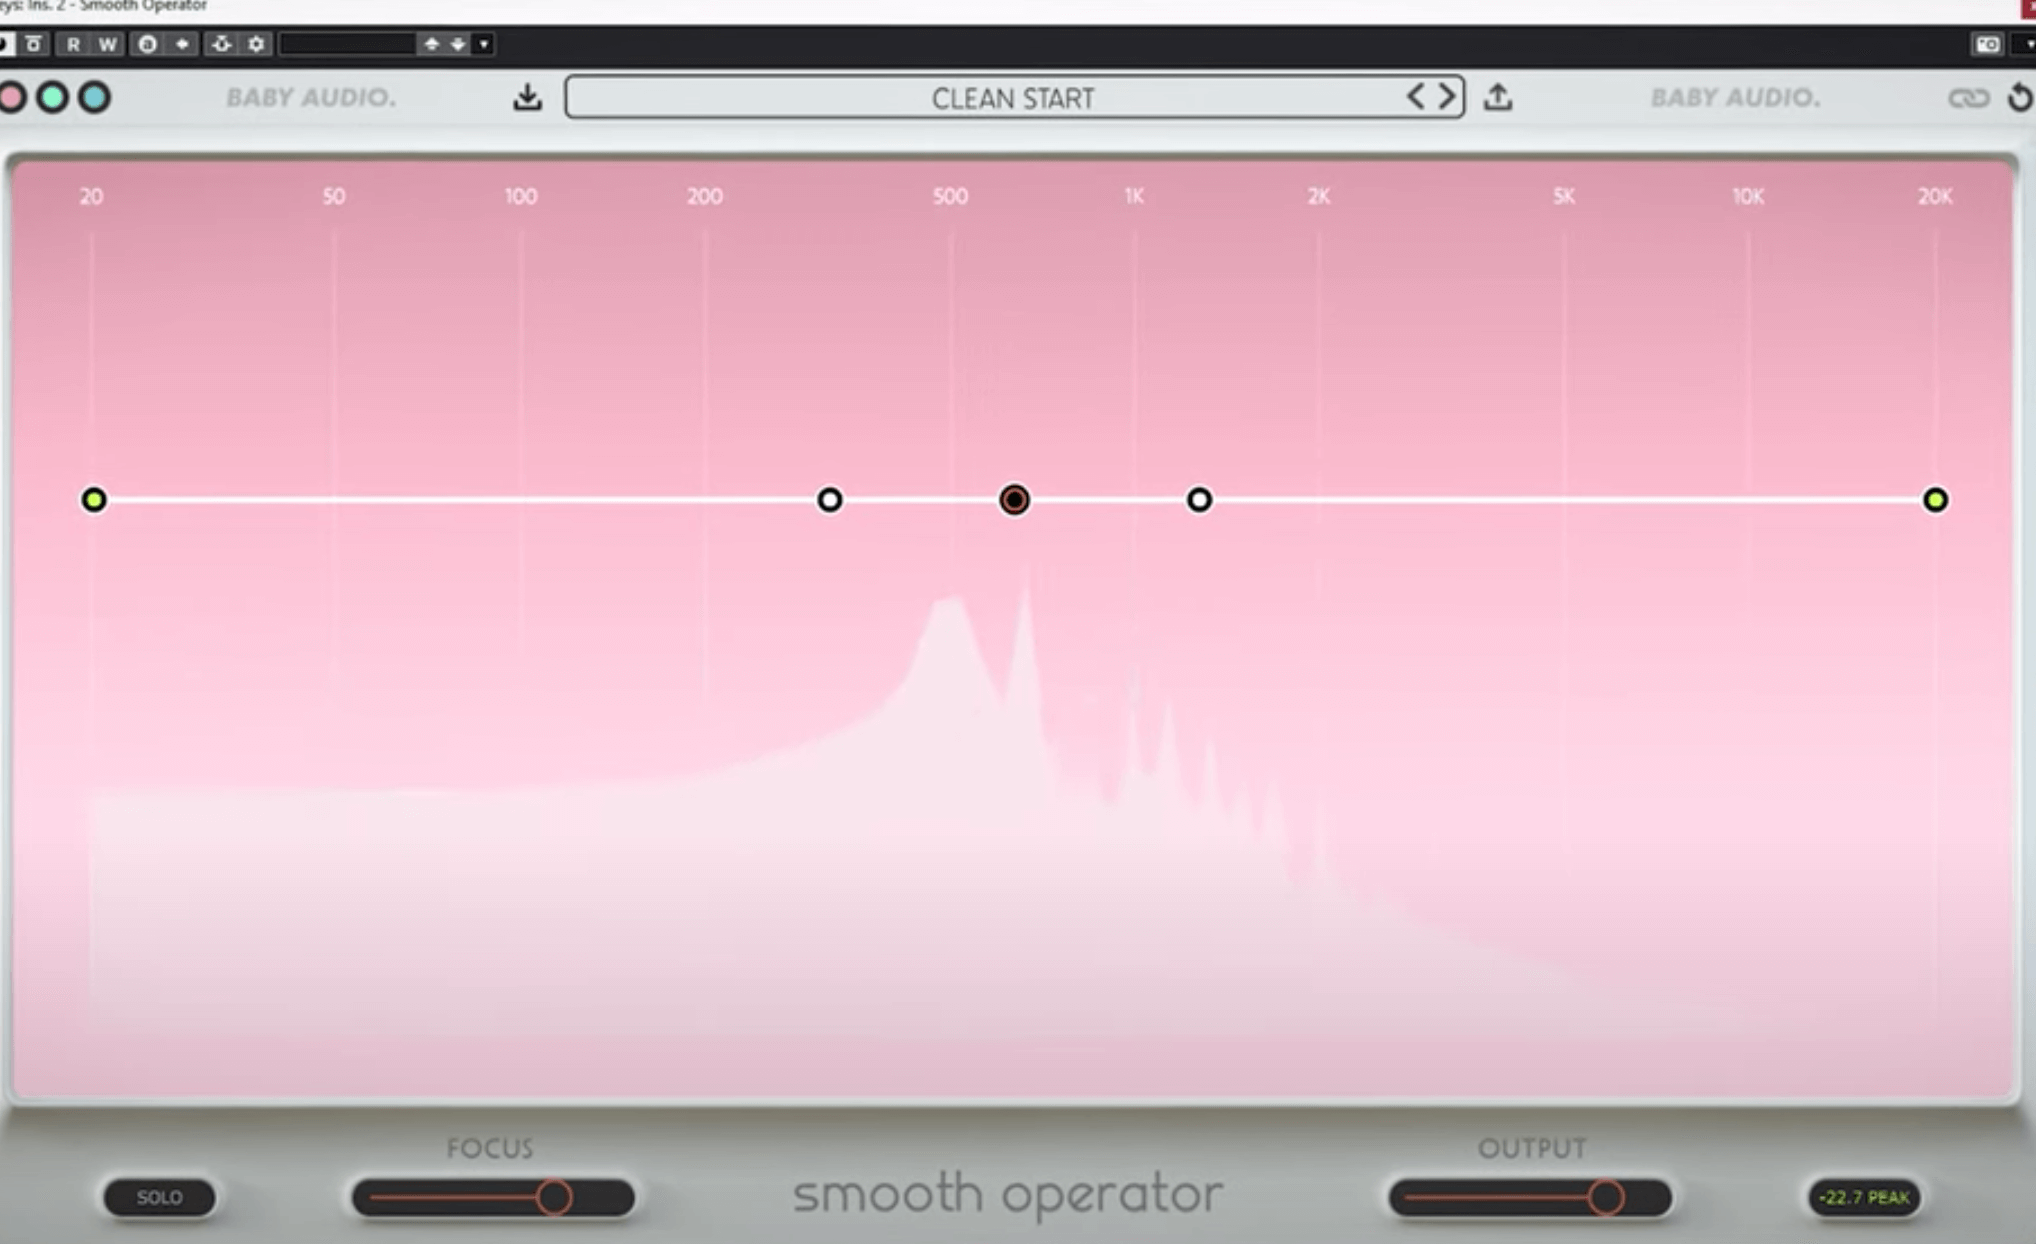 eys: Ins. 2 - Smooth Operator
R W
BABY AUDIO. CLEAN START BABY AUDIO.
20 50 100 200 500 1K 2K 5K 10K 20K
FOCUS OUTPUT
SOLO smooth operator -22.7 PEAK